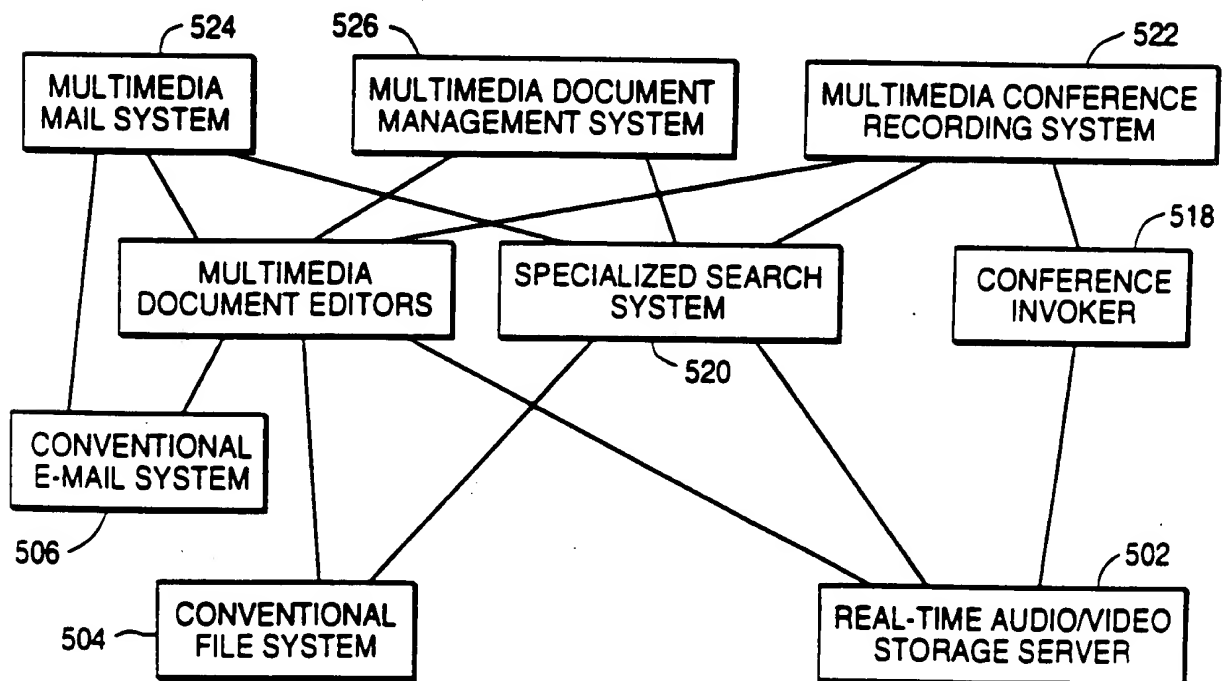 524
526
522
MULTIMEDIA
MAIL SYSTEM
MULTIMEDIA DOCUMENT
MANAGEMENT SYSTEM
MULTIMEDIA CONFERENCE
RECORDING SYSTEM
518
MULTIMEDIA
DOCUMENT EDITORS
SPECIALIZED SEARCH
SYSTEM
CONFERENCE
INVOKER
520
CONVENTIONAL
E-MAIL SYSTEM
506
502
504
CONVENTIONAL
FILE SYSTEM
REAL-TIME AUDIO/VIDEO
STORAGE SERVER